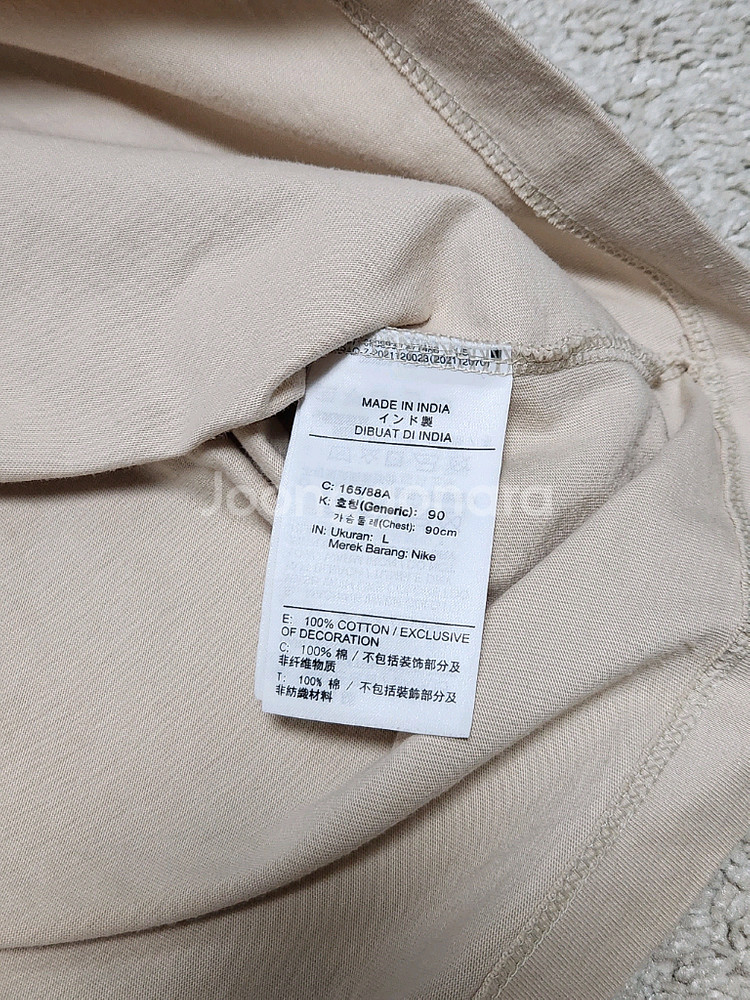 2021120023(20211207
MADE IN INDIA
インド製
DIBUAT DI INDIA
C: 165/88A
K: 호칭(Generic): 90
가슴둘레(Chest): 90cm
IN: Ukuran: L
Merek Barang: Nike
E: 100% COTTON / EXCLUSIVE
OF DECORATION
C: 100% 棉 / 不包括装饰部分及
非纤维物质
T: 100% 棉 / 不包括裝飾部分及
非紡織材料